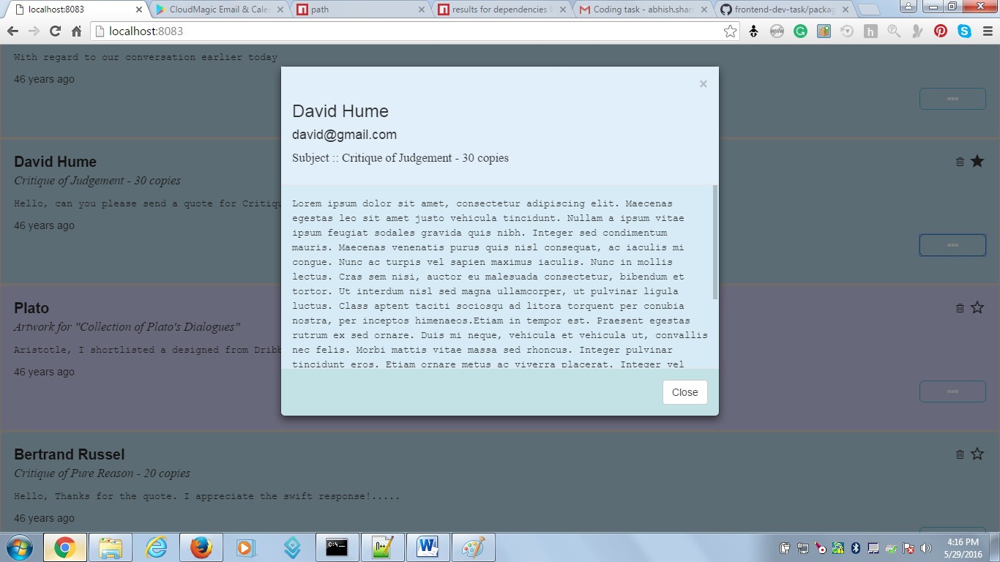 localhost:8083
CloudMagic Email & Cale
path
results for dependencies
Coding task - abhish.shar
frontend-dev-task/packag
localhost:8083
With regard to our conversation earlier today
46 years ago
×
David Hume
david@gmail.com
Subject :: Critique of Judgement - 30 copies
David Hume
Critique of Judgement - 30 copies
Hello, can you please send a quote for Critiqu
46 years ago
Lorem ipsum dolor sit amet, consectetur adipiscing elit. Maecenas
egestas leo sit amet justo vehicula tincidunt. Nullam a ipsum vitae
ipsum feugiat sodales gravida quis nibh. Integer sed condimentum
mauris. Maecenas venenatis purus quis nisl consequat, ac iaculis mi
congue. Nunc ac turpis vel sapien maximus iaculis. Nunc in mollis
lectus. Cras sem nisi, auctor eu malesuada consectetur, bibendum et
tortor. Ut interdum nisl sed magna ullamcorper, ut pulvinar ligula
luctus. Class aptent taciti sociosqu ad litora torquent per conubia
nostra, per inceptos himenaeos.Etiam in tempor est. Praesent egestas
rutrum ex sed ornare. Duis mi neque, vehicula et vehicula ut, convallis
nec felis. Morbi mattis vitae massa sed rhoncus. Integer pulvinar
tincidunt eros. Etiam ornare metus ac viverra placerat. Integer vel
Close
Plato
Artwork for "Collection of Plato's Dialogues"
Aristotle, I shortlisted a designed from Dribb
46 years ago
Bertrand Russel
Critique of Pure Reason - 20 copies
Hello, Thanks for the quote. I appreciate the swift response!.....
46 years ago
4:16 PM
5/29/2016